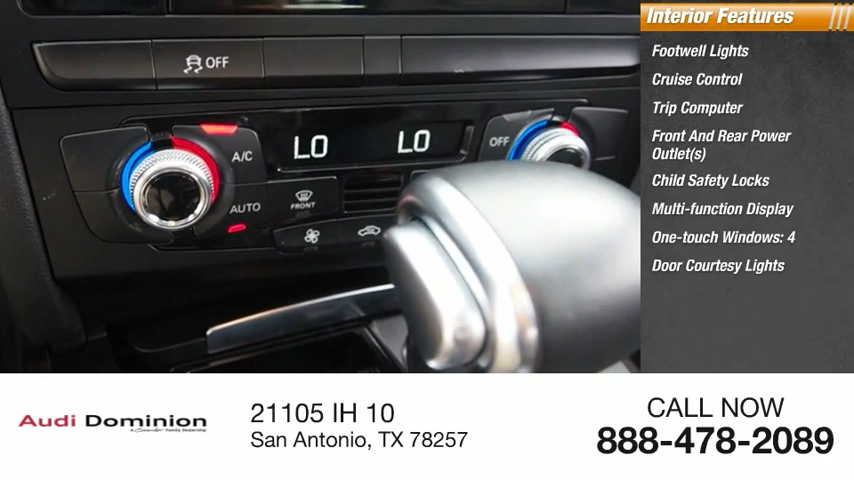 Interior Features
Footwell Lights
Cruise Control
Trip Computer
Front And Rear Power
Outlet(s)
Child Safety Locks
Multi-function Display
One-touch Windows: 4
Door Courtesy Lights
OFF
A/C
LO
LO
OFF
AUTO
FRONT
Audi Dominion
21105 IH 10
San Antonio, TX 78257
CALL NOW
888-478-2089